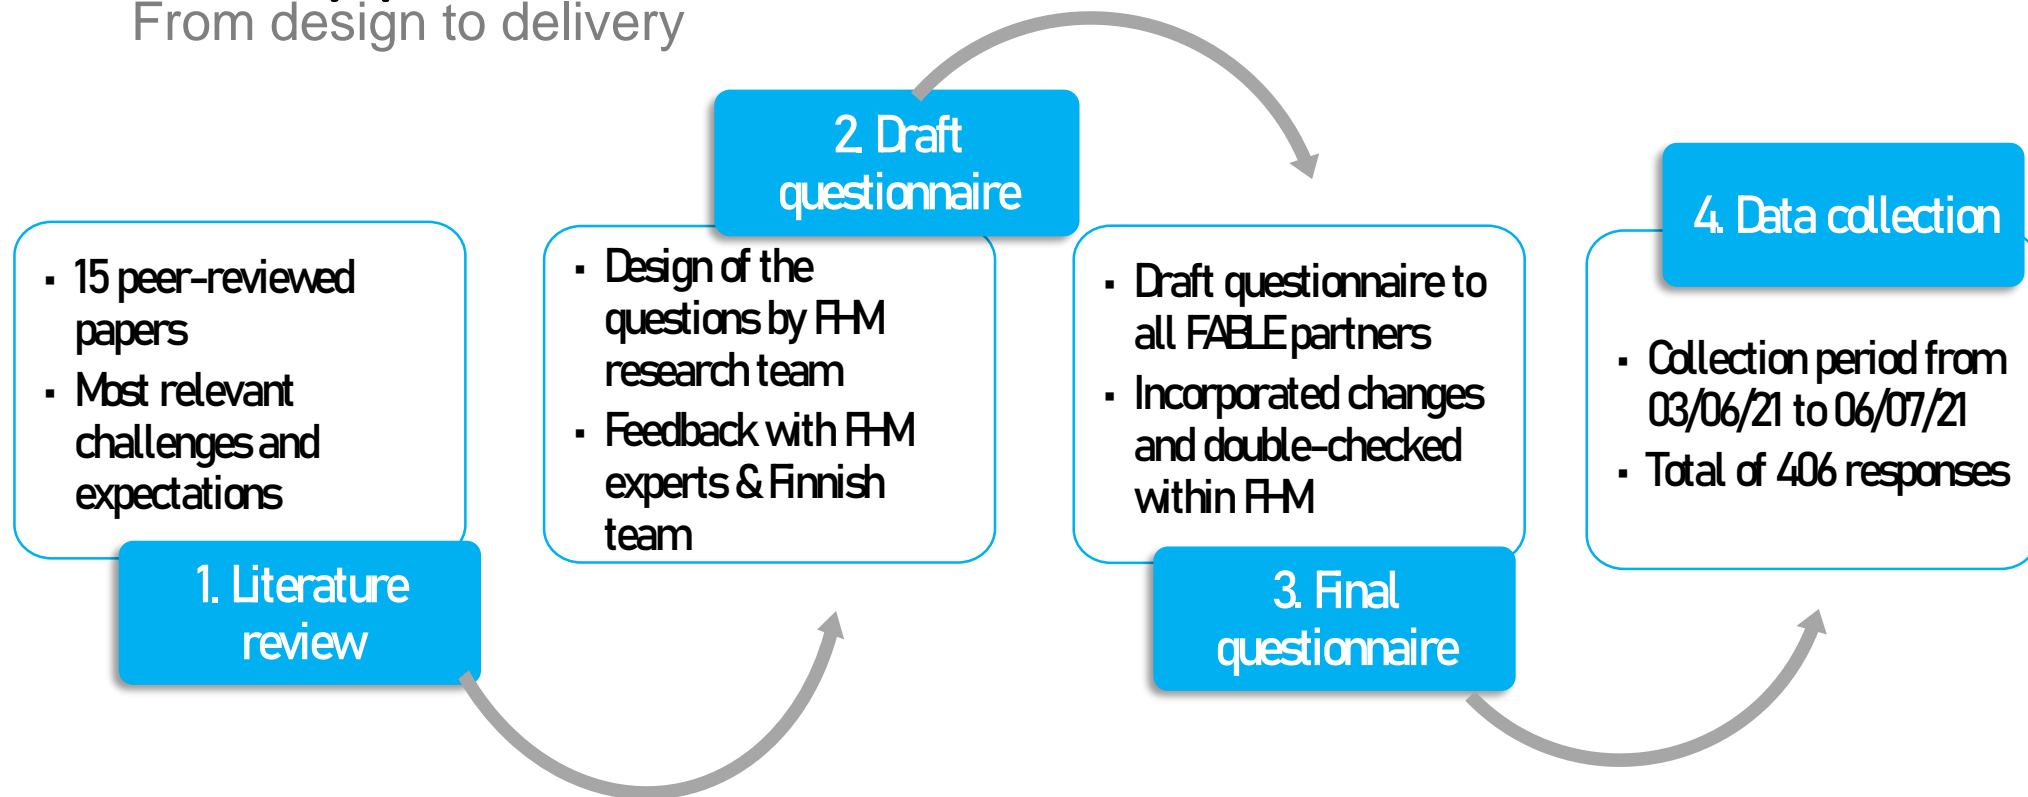 From design to delivery
▪ 15 peer-reviewed
papers
▪ Most relevant
challenges and
expectations
1. Literature
review
2. Draft
questionnaire
▪ Design of the
questions by FHM
research team
▪ Feedback with FHM
experts & Finnish
team
▪ Draft questionnaire to
all FABLE partners
▪ Incorporated changes
and double-checked
within FHM
3. Final
questionnaire
4. Data collection
▪ Collection period from
03/06/21 to 06/07/21
▪ Total of 406 responses